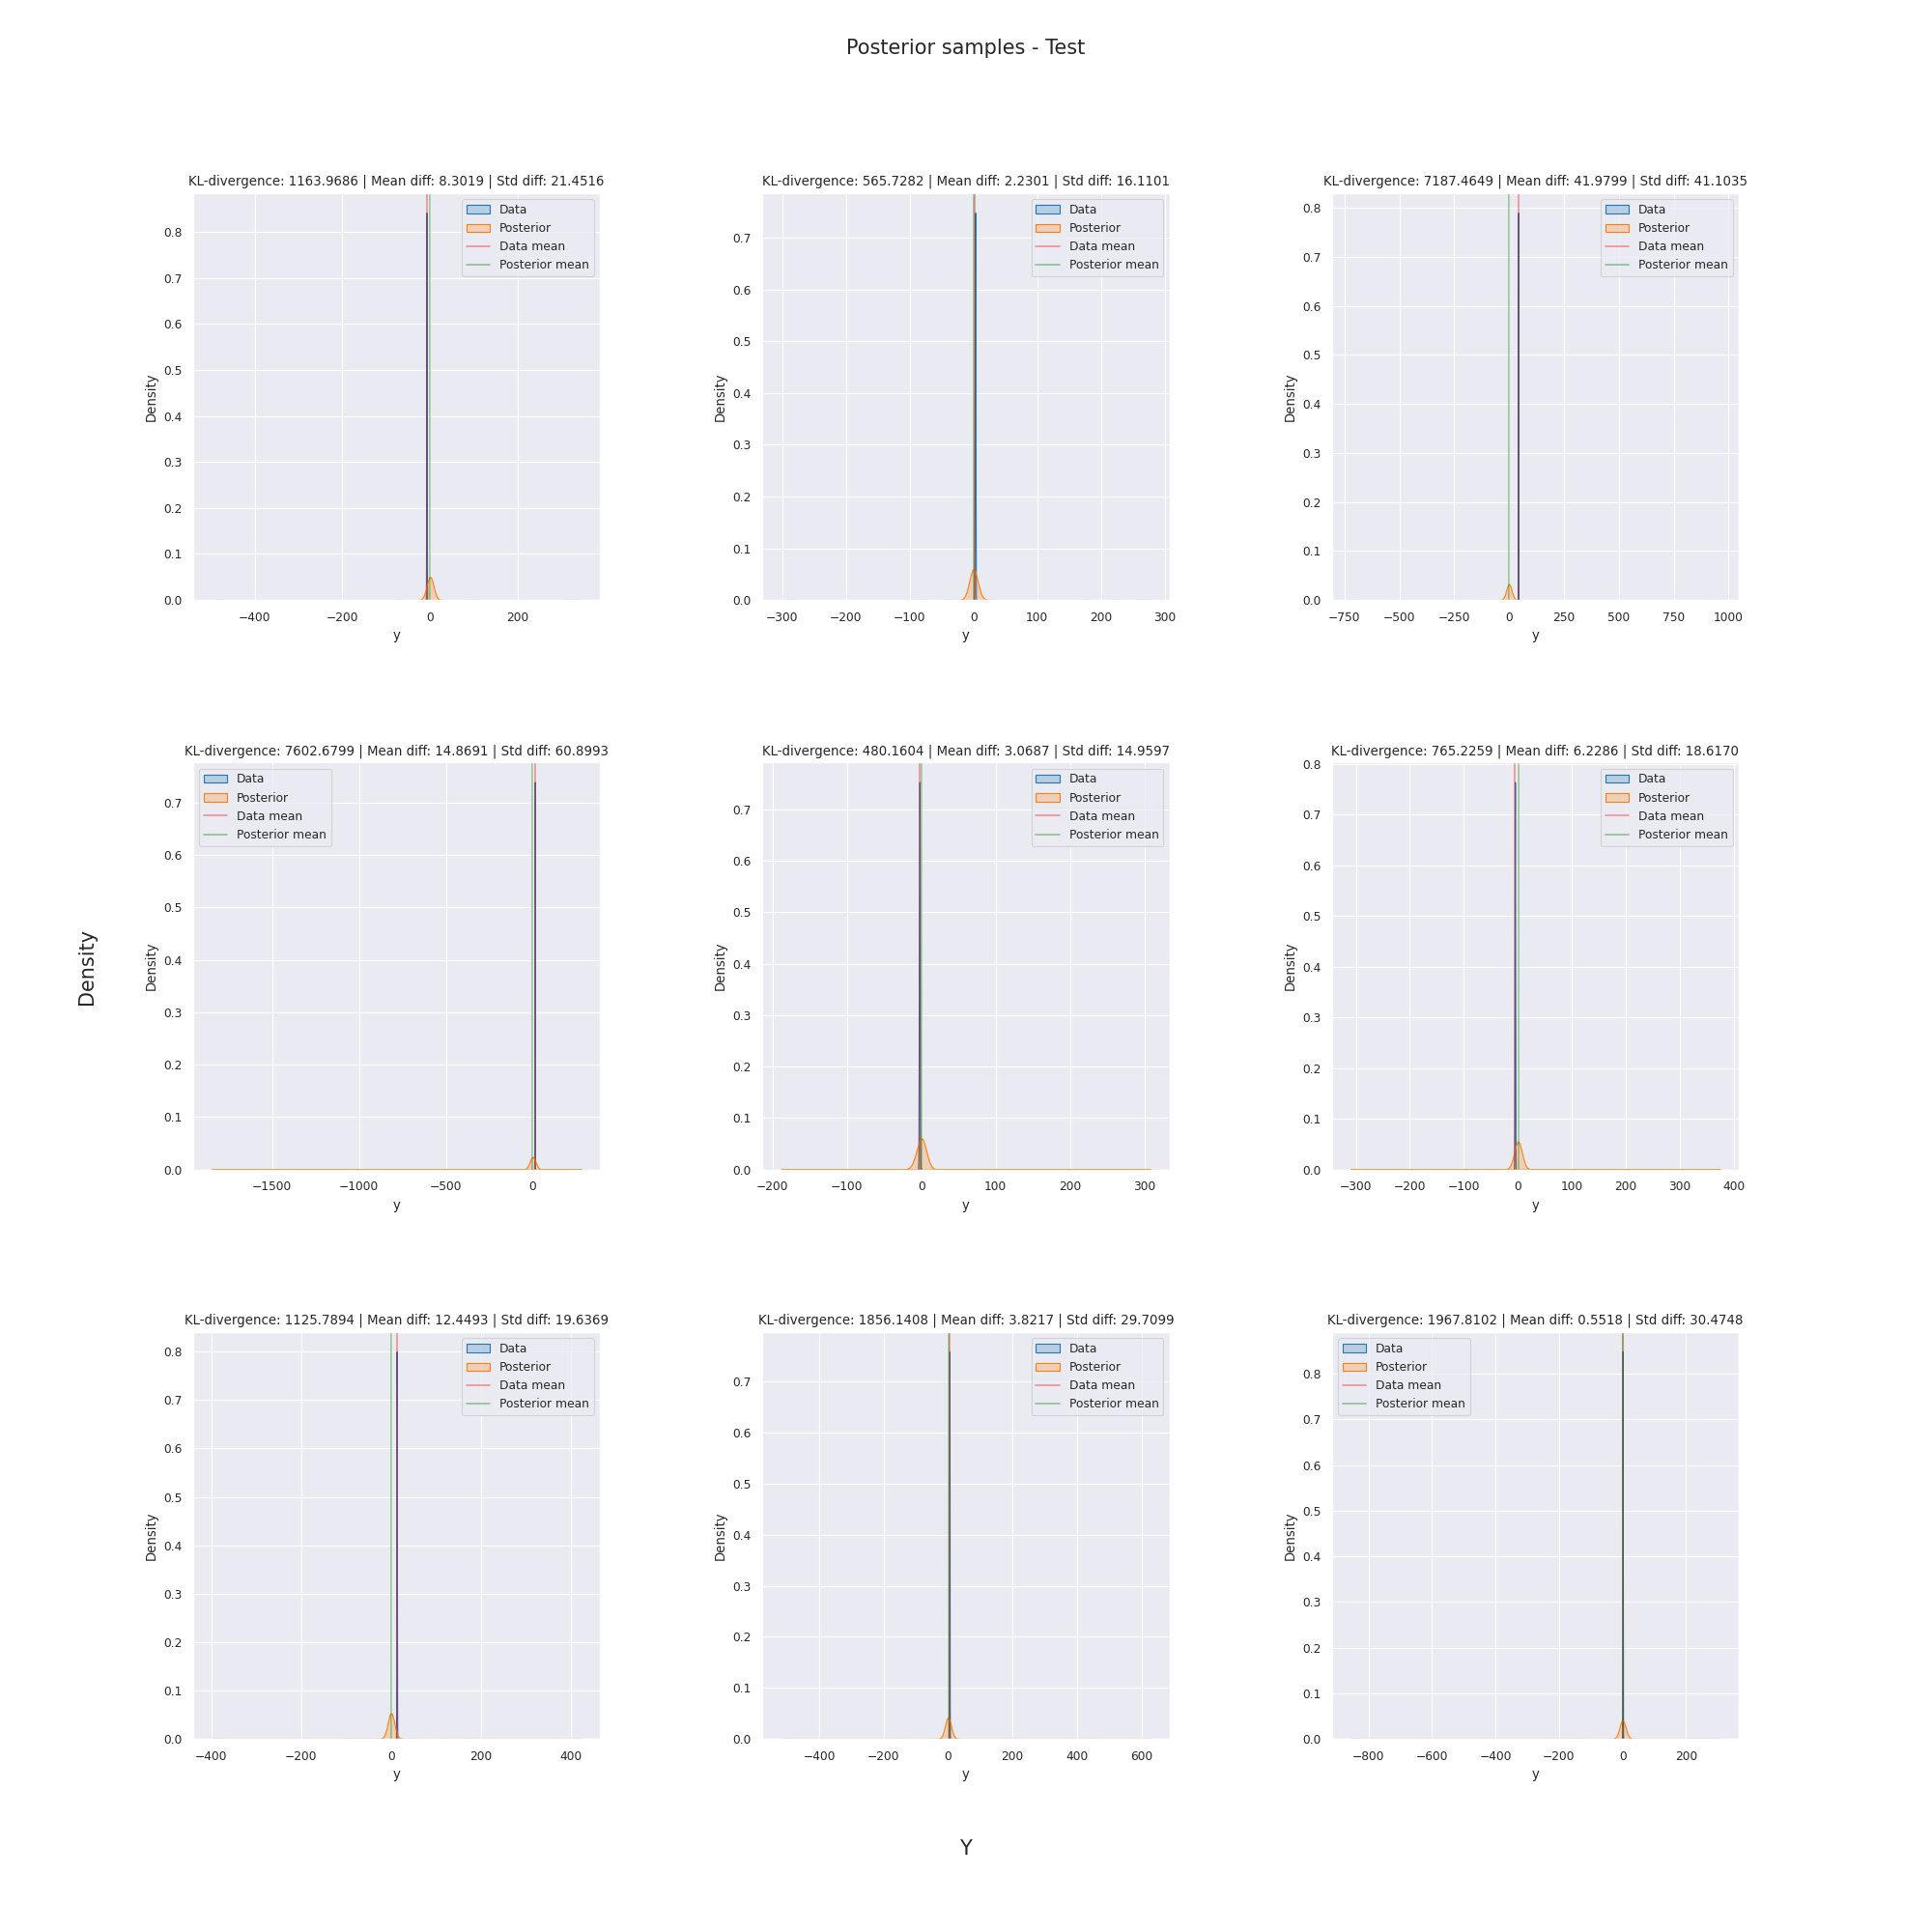 Posterior samples - Test
KL-divergence: 1163.9686 | Mean diff: 8.3019 | Std diff: 21.4516
Data
Posterior
Data mean
Posterior mean
0.8
0.7
0.6
0.5
0.4
0.3
0.2
0.1
0.0
Density
−400 −200 0 200
y
KL-divergence: 565.7282 | Mean diff: 2.2301 | Std diff: 16.1101
Data
Posterior
Data mean
Posterior mean
0.7
0.6
0.5
0.4
0.3
0.2
0.1
0.0
Density
−300 −200 −100 0 100 200 300
y
KL-divergence: 7187.4649 | Mean diff: 41.9799 | Std diff: 41.1035
Data
Posterior
Data mean
Posterior mean
0.8
0.7
0.6
0.5
0.4
0.3
0.2
0.1
0.0
Density
−750 −500 −250 0 250 500 750 1000
y
Density
KL-divergence: 7602.6799 | Mean diff: 14.8691 | Std diff: 60.8993
Data
Posterior
Data mean
Posterior mean
0.7
0.6
0.5
0.4
0.3
0.2
0.1
0.0
Density
−1500 −1000 −500 0
y
KL-divergence: 480.1604 | Mean diff: 3.0687 | Std diff: 14.9597
Data
Posterior
Data mean
Posterior mean
0.7
0.6
0.5
0.4
0.3
0.2
0.1
0.0
Density
−200 −100 0 100 200 300
y
KL-divergence: 765.2259 | Mean diff: 6.2286 | Std diff: 18.6170
Data
Posterior
Data mean
Posterior mean
0.8
0.7
0.6
0.5
0.4
0.3
0.2
0.1
0.0
Density
−300 −200 −100 0 100 200 300 400
y
KL-divergence: 1125.7894 | Mean diff: 12.4493 | Std diff: 19.6369
Data
Posterior
Data mean
Posterior mean
0.8
0.7
0.6
0.5
0.4
0.3
0.2
0.1
0.0
Density
−400 −200 0 200 400
y
KL-divergence: 1856.1408 | Mean diff: 3.8217 | Std diff: 29.7099
Data
Posterior
Data mean
Posterior mean
0.7
0.6
0.5
0.4
0.3
0.2
0.1
0.0
Density
−400 −200 0 200 400 600
y
KL-divergence: 1967.8102 | Mean diff: 0.5518 | Std diff: 30.4748
Data
Posterior
Data mean
Posterior mean
0.8
0.7
0.6
0.5
0.4
0.3
0.2
0.1
0.0
Density
−800 −600 −400 −200 0 200
y
Y